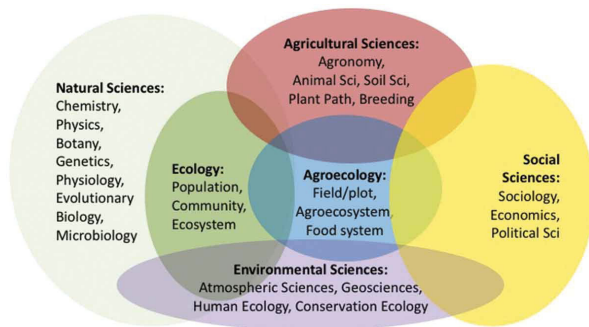 Agricultural Sciences:
Agronomy,
Animal Sci, Soil Sci,
Plant Path, Breeding
Natural Sciences:
Chemistry,
Physics,
Botany,
Genetics,
Physiology,
Evolutionary
Biology,
Microbiology
Ecology:
Population,
Community,
Ecosystem
Agroecology:
Field/plot,
Agroecosystem,
Food system
Social
Sciences:
Sociology,
Economics,
Political Sci
Environmental Sciences:
Atmospheric Sciences, Geosciences,
Human Ecology, Conservation Ecology